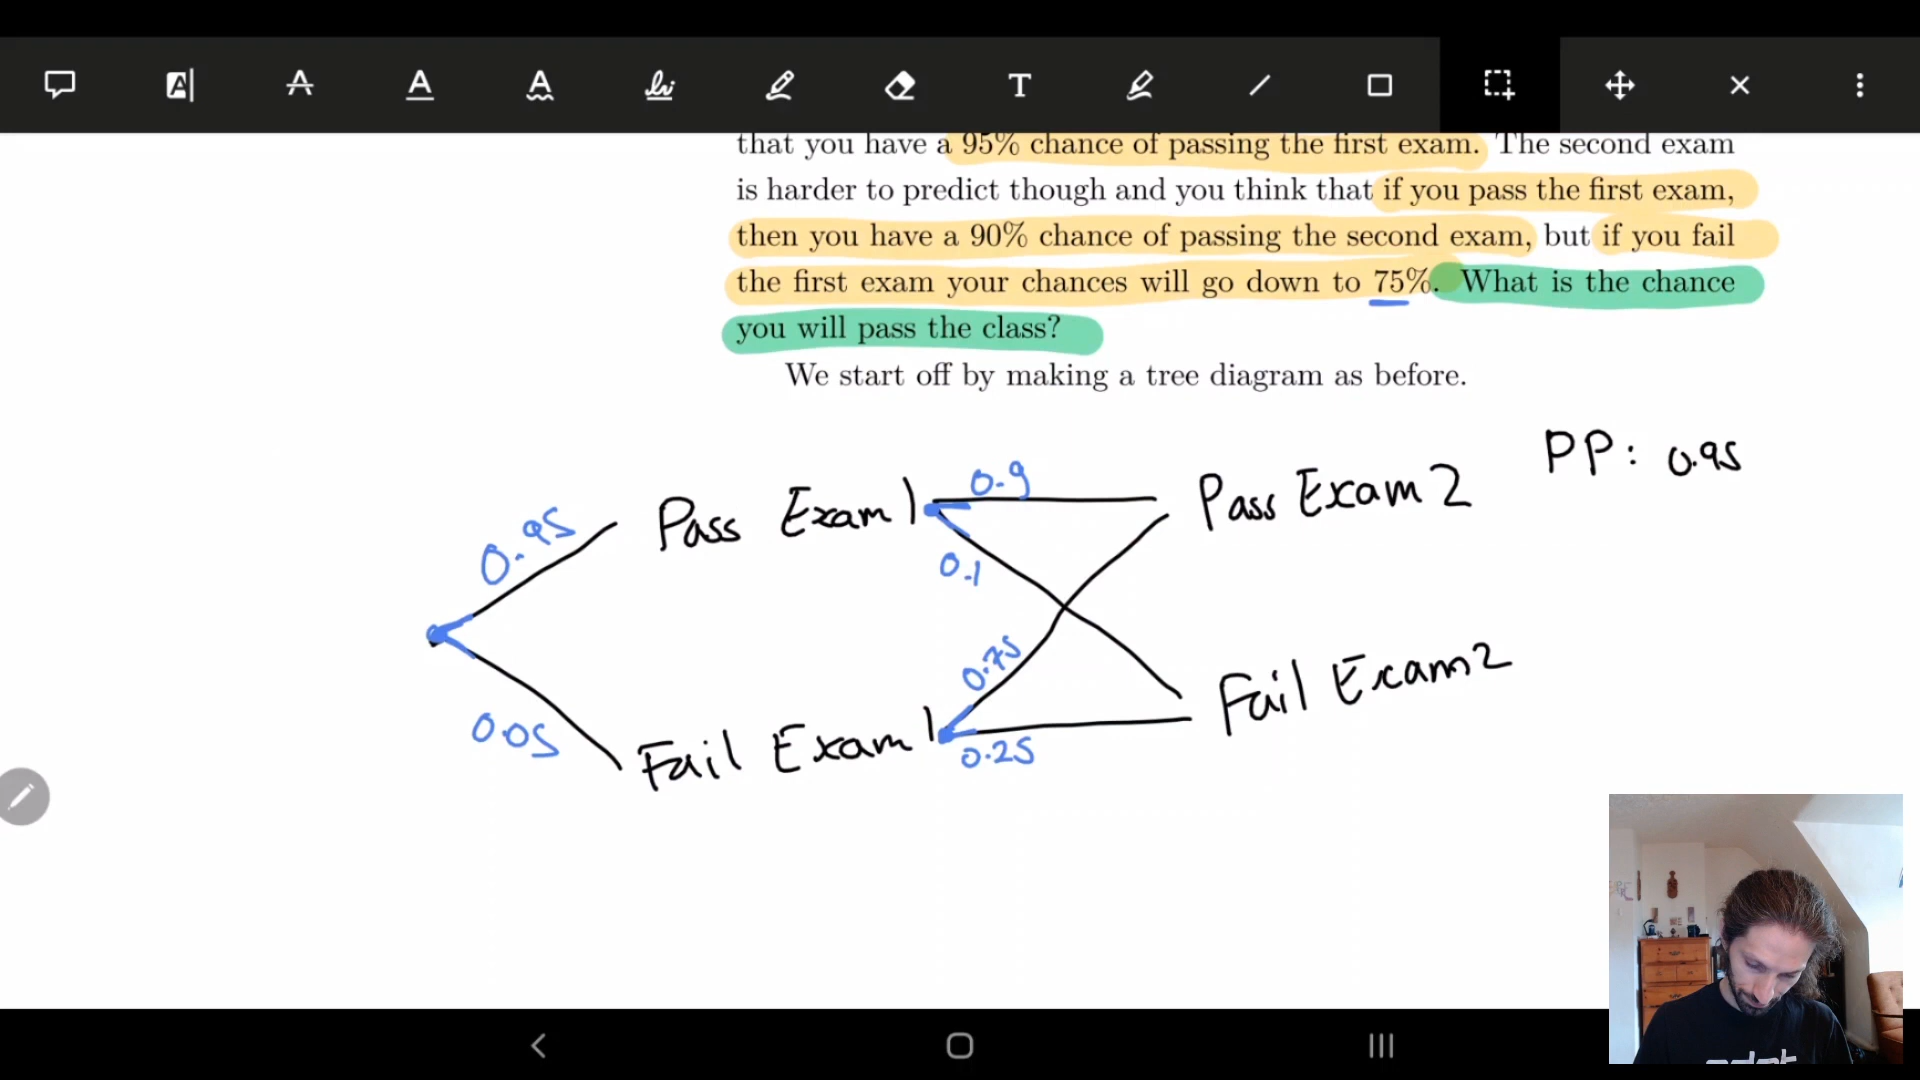 that you have a 95% chance of passing the first exam. The second exam
is harder to predict though and you think that if you pass the first exam,
then you have a 90% chance of passing the second exam, but if you fail
the first exam your chances will go down to 75%. What is the chance
you will pass the class?
We start off by making a tree diagram as before.
PP: 0.95
0.9
Pass Exam 2
0.95
Pass Exam 1
0.1
0.75
Fail Exam 2
0.05
Fail Exam 1
0.25